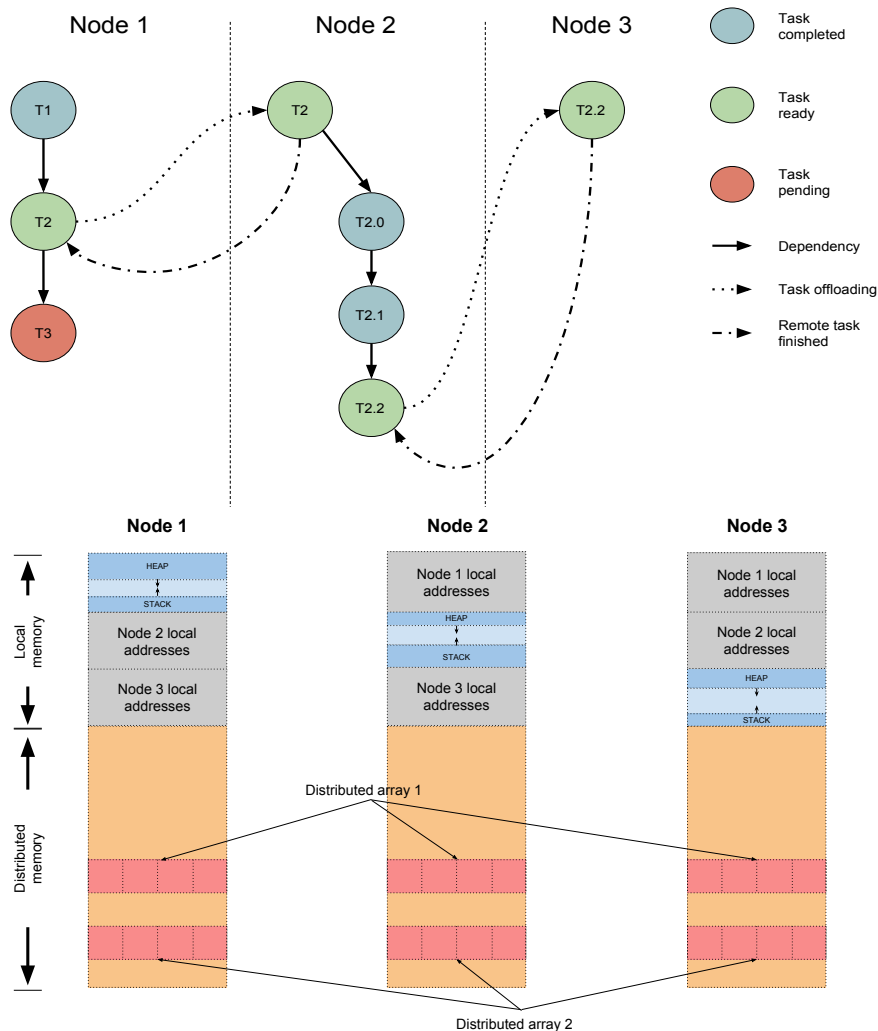 Node 1
Node 2
Node 3
Task
completed
T1
T2
T2.2
Task
ready
Task
pending
T2
T2.0
Dependency
Task offloading
T3
T2.1
Remote task
finished
T2.2
Node 1
Node 2
Node 3
Local
memory
HEAP
STACK
Node 2 local
addresses
Node 3 local
addresses
Node 1 local
addresses
HEAP
STACK
Node 3 local
addresses
Node 1 local
addresses
Node 2 local
addresses
HEAP
STACK
Distributed
memory
Distributed array 1
Distributed array 2